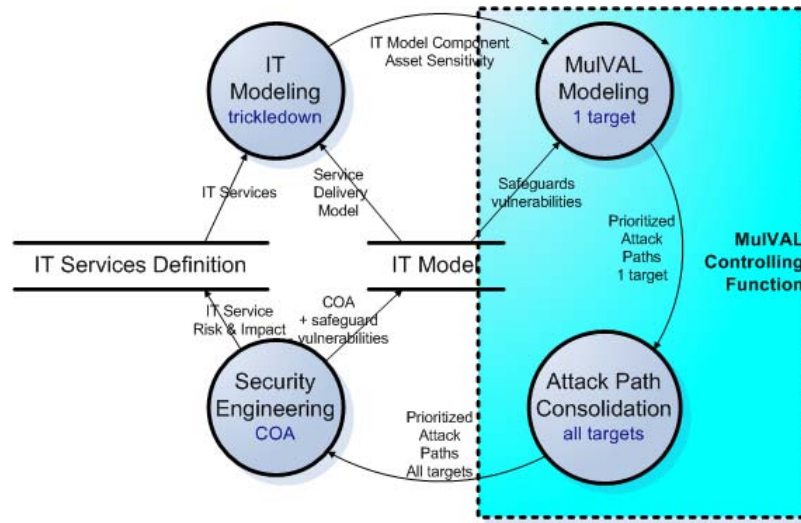 IT
Modeling
trickledown
IT Model Component
Asset Sensitivity
MulVAL
Modeling
1 target
IT Services
Service
Delivery
Model
Safeguards
vulnerabilities
Prioritized
Attack
Paths
1 target
MulVAL
Controlling
Function
IT Services Definition
IT Model
IT Service
Risk & Impact
COA
+ safeguard
- vulnerabilities
Security
Engineering
COA
Prioritized
Attack
Paths
All targets
Attack Path
Consolidation
all targets